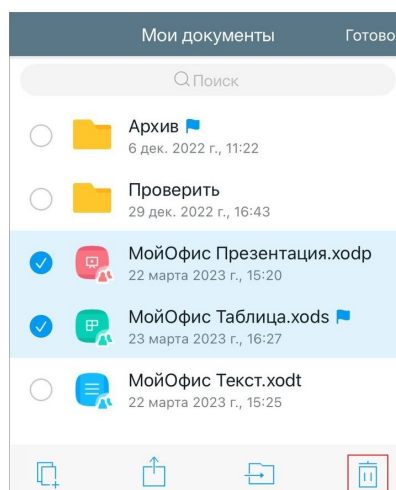 Мои документы Готово
Поиск
Архив
6 дек. 2022 г., 11:22
Проверить
29 дек. 2022 г., 16:43
МойОфис Презентация.xodp
22 марта 2023 г., 15:20
МойОфис Таблица.xods
23 марта 2023 г., 16:27
МойОфис Текст.xodt
22 марта 2023 г., 15:25